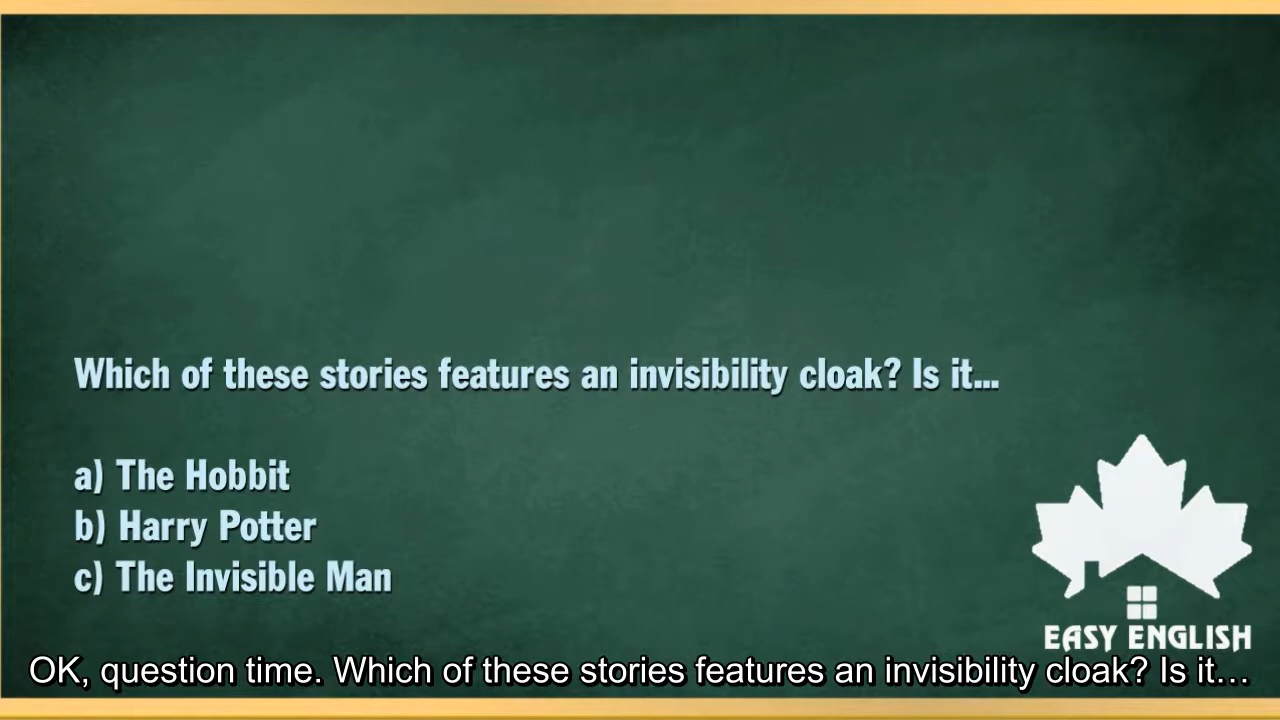 Which of these stories features an invisibility cloak? Is it...
a) The Hobbit
b) Harry Potter
c) The Invisible Man
EASY ENGLISH
OK, question time. Which of these stories features an invisibility cloak? Is it…